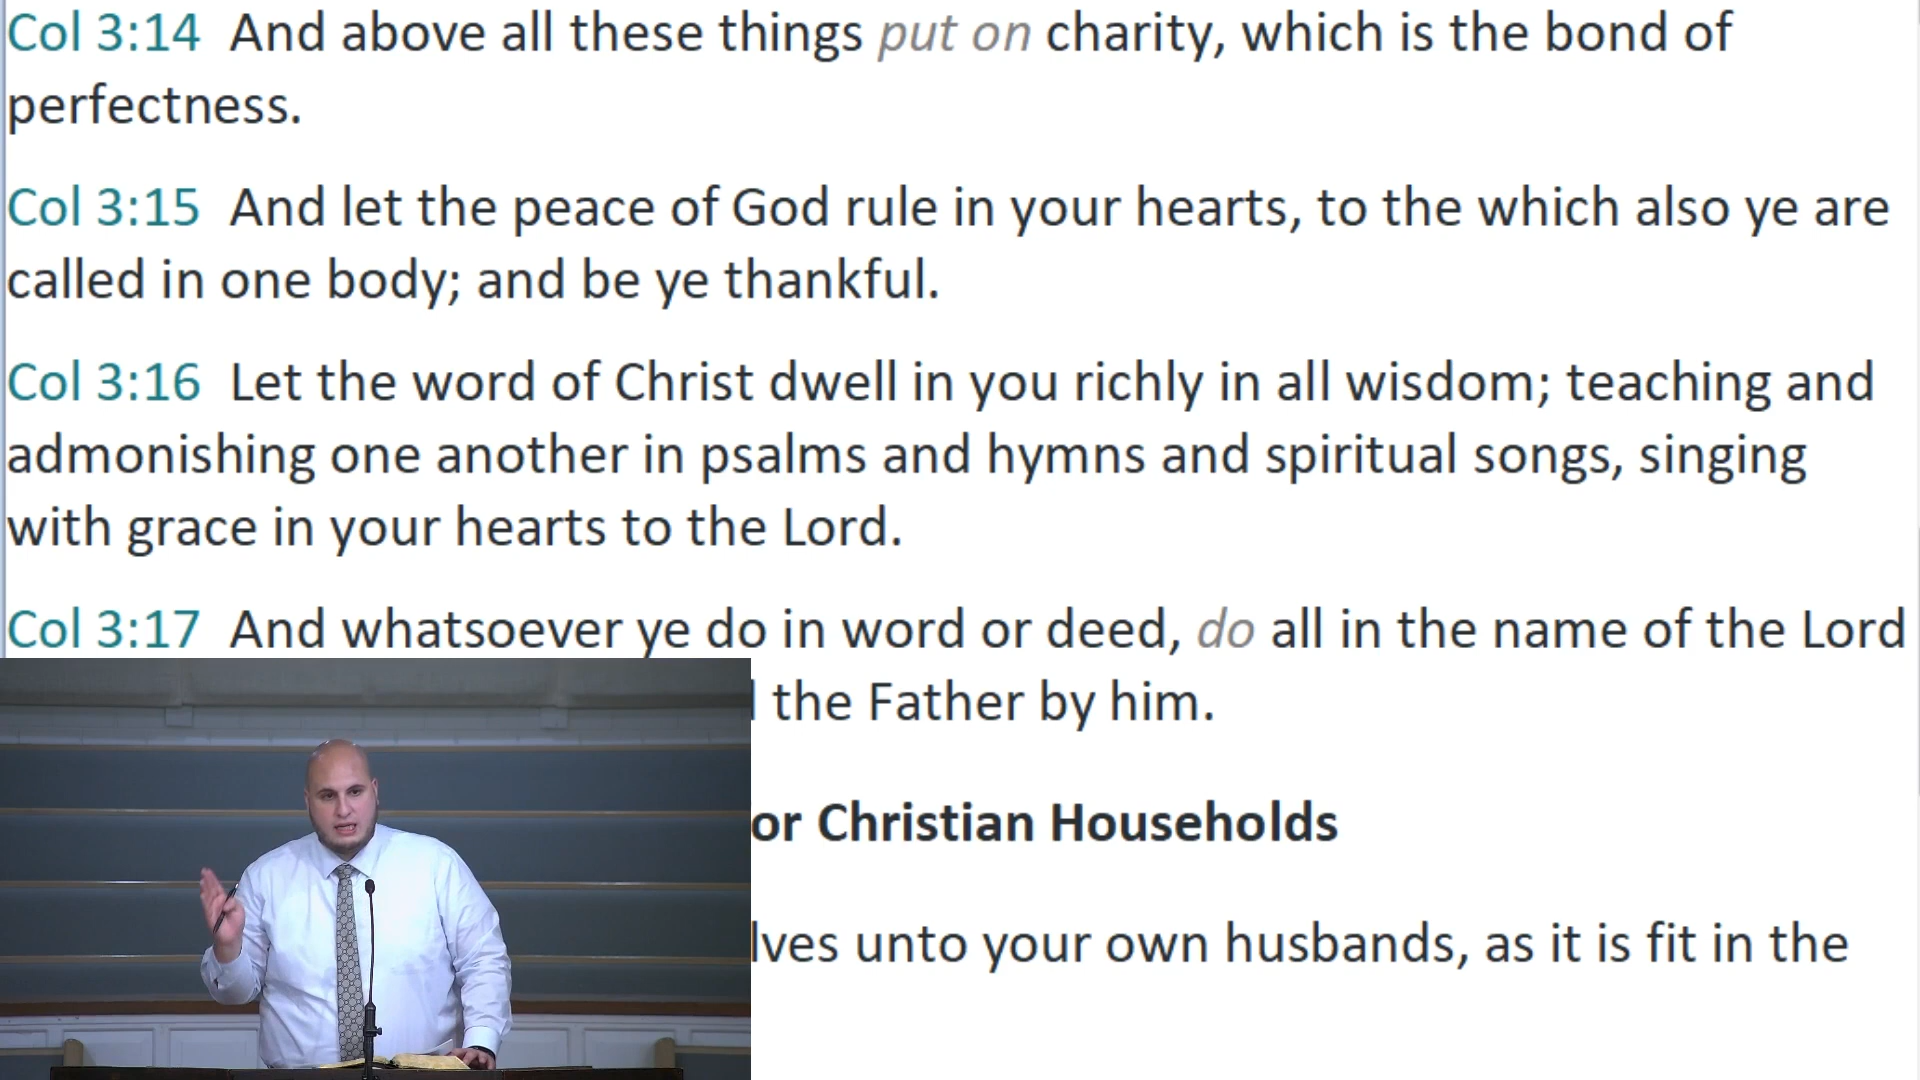 Col 3:14 And above all these things put on charity, which is the bond of
perfectness.
Col 3:15 And let the peace of God rule in your hearts, to the which also ye are
called in one body; and be ye thankful.
Col 3:16 Let the word of Christ dwell in you richly in all wisdom; teaching and
admonishing one another in psalms and hymns and spiritual songs, singing
with grace in your hearts to the Lord.
Col 3:17 And whatsoever ye do in word or deed, do all in the name of the Lord
the Father by him.
or Christian Households
lves unto your own husbands, as it is fit in the